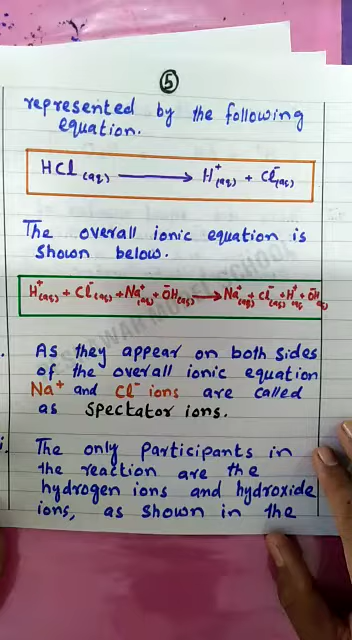 5
represented by the following
equation.
HCl (aq) ⟶ H⁺(aq) + Cl⁻(aq)
The overall ionic equation is
shown below.
H⁺(aq) + Cl⁻(aq) + Na⁺(aq) + ŌH(aq) ⟶ Na⁺(aq) + Cl⁻(aq) + H⁺(aq) + ŌH(aq)
As they appear on both sides
of the overall ionic equation
Na⁺ and Cl⁻ ions are called
as spectator ions.
The only participants in
the reaction are the
hydrogen ions and hydroxide
ions, as shown in the